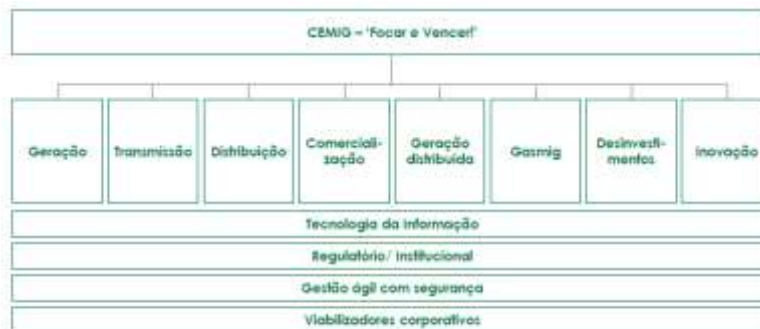 CEMIG – 'Focar e Vencer!'
Geração
Transmissão
Distribuição
Comerciali-
zação
Geração
distribuída
Gasmig
Desinvesti-
mentos
Inovação
Tecnologia da Informação
Regulatório/ Institucional
Gestão ágil com segurança
Viabilizadores corporativos